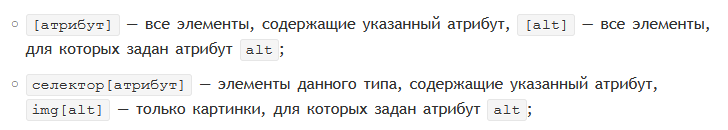 [атрибут] — все элементы, содержащие указанный атрибут, [alt] — все элементы,
для которых задан атрибут alt;
селектор[атрибут] — элементы данного типа, содержащие указанный атрибут,
img[alt] — только картинки, для которых задан атрибут alt;